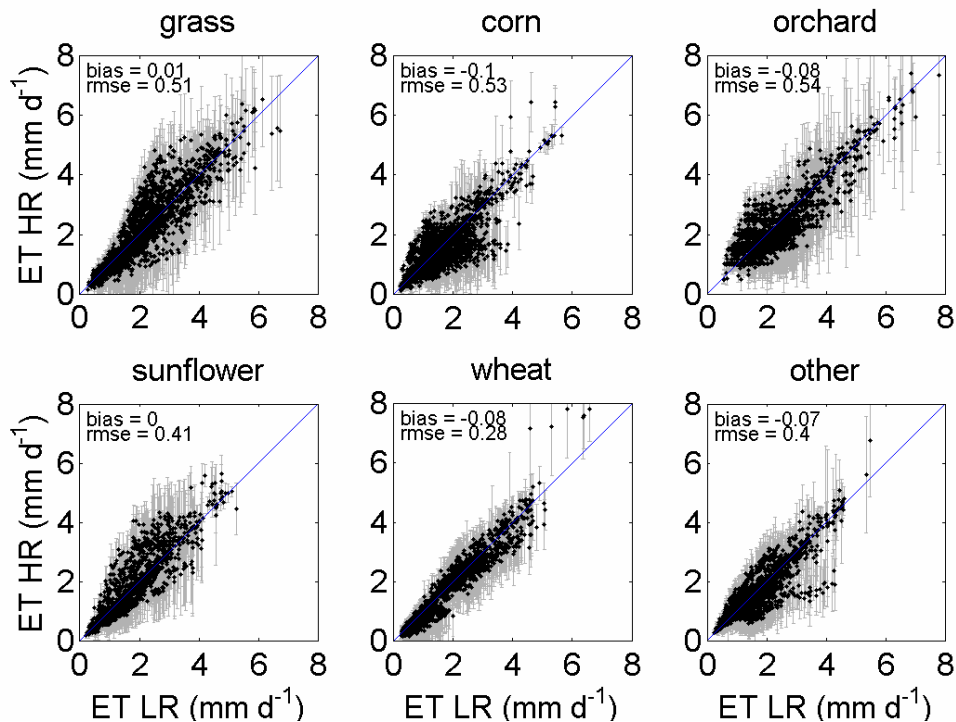 grass
corn
orchard
ET HR (mm d⁻¹)
8
6
4
2
0
bias = 0.01
rmse = 0.51
0 2 4 6 8
8
6
4
2
0
bias = -0.1
rmse = 0.53
0 2 4 6 8
8
6
4
2
0
bias = -0.08
rmse = 0.54
0 2 4 6 8
sunflower
wheat
other
ET HR (mm d⁻¹)
8
6
4
2
0
bias = 0
rmse = 0.41
0 2 4 6 8
ET LR (mm d⁻¹)
8
6
4
2
0
bias = -0.08
rmse = 0.28
0 2 4 6 8
ET LR (mm d⁻¹)
8
6
4
2
0
bias = -0.07
rmse = 0.4
0 2 4 6 8
ET LR (mm d⁻¹)